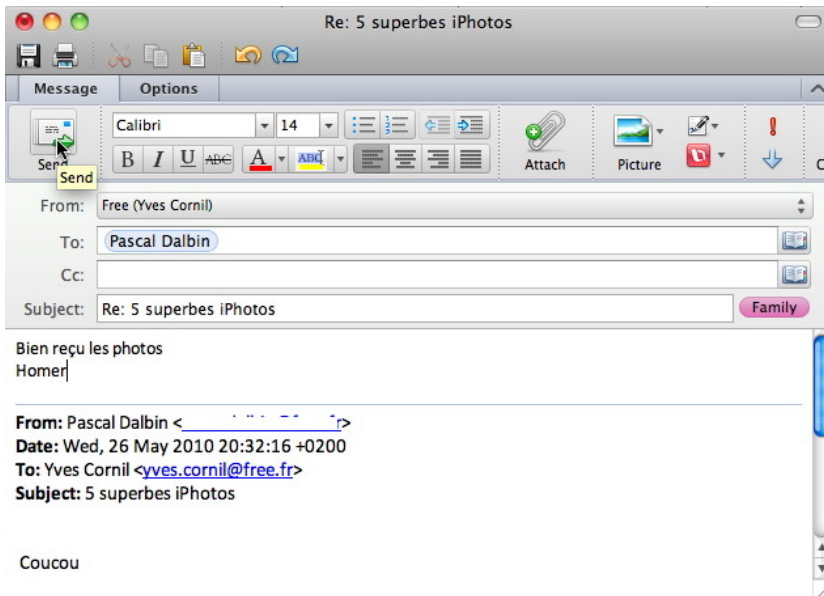 Re: 5 superbes iPhotos
Message Options
Calibri 14
B I U ABC A ABC
Send Attach Picture
Send
From: Free (Yves Cornil)
To: Pascal Dalbin
Cc:
Subject: Re: 5 superbes iPhotos Family
Bien reçu les photos
Homer
From: Pascal Dalbin < r>
Date: Wed, 26 May 2010 20:32:16 +0200
To: Yves Cornil <yves.cornil@free.fr>
Subject: 5 superbes iPhotos
Coucou